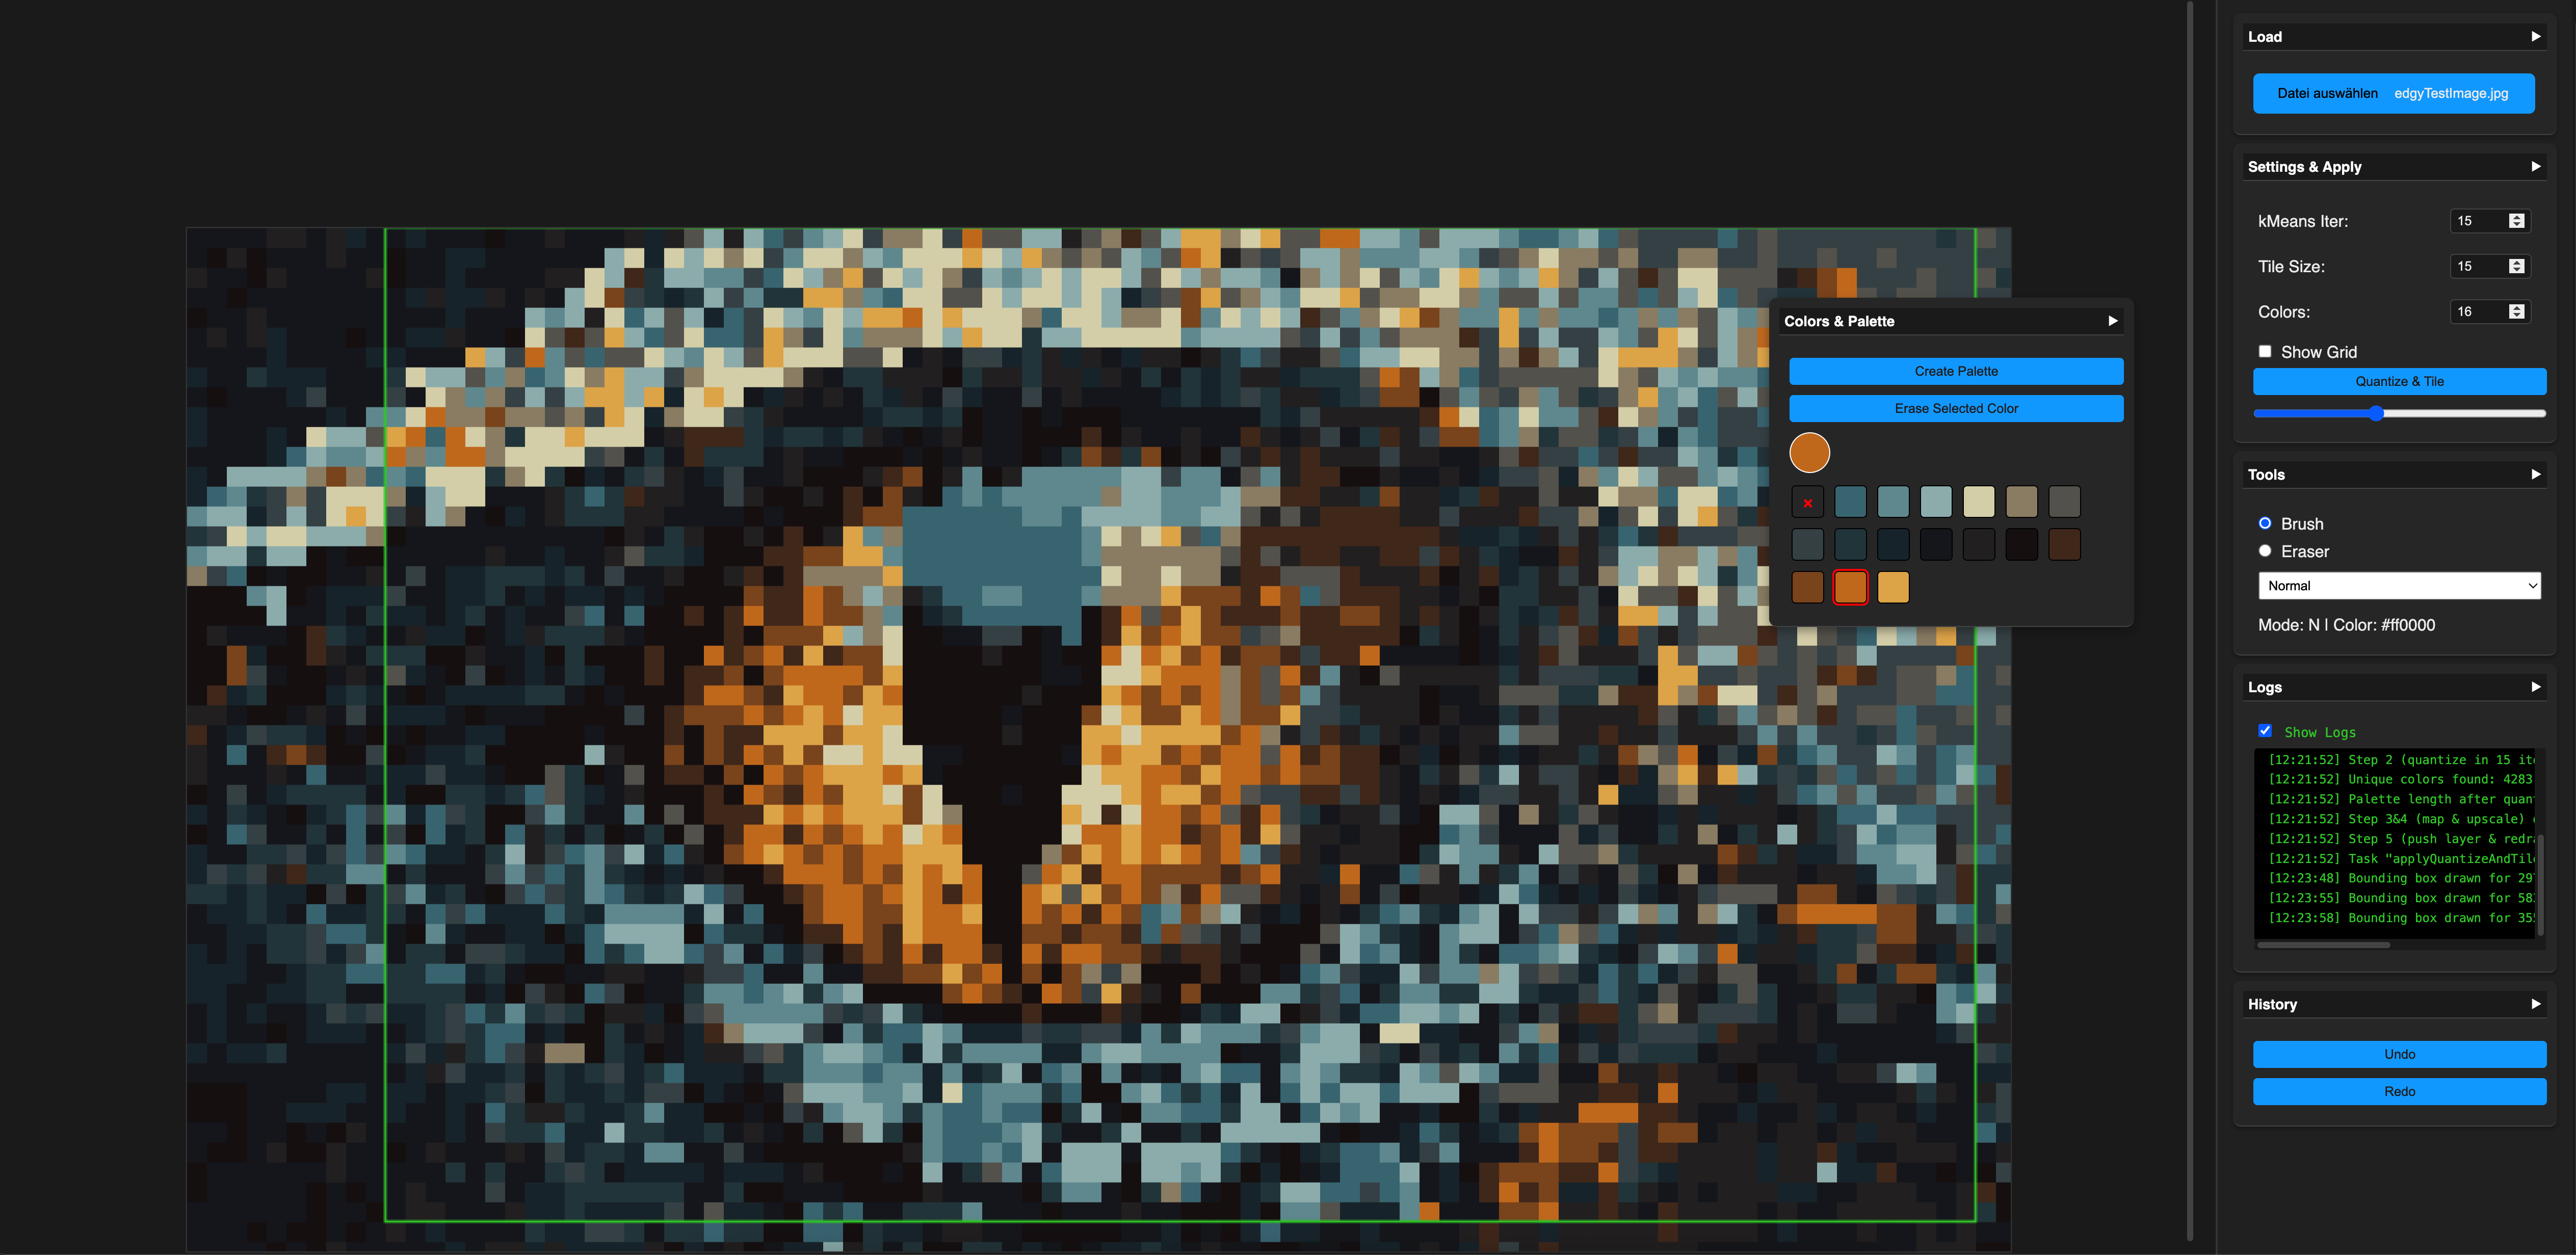 Load
Datei auswählen edgyTestImage.jpg
Settings & Apply
kMeans Iter: 15
Tile Size: 15
Colors: 16
Show Grid
Quantize & Tile
Colors & Palette
Create Palette
Erase Selected Color
Tools
Brush
Eraser
Normal
Mode: N | Color: #ff0000
Logs
Show Logs
[12:21:52] Step 2 (quantize in 15 it
[12:21:52] Unique colors found: 4283
[12:21:52] Palette length after quan
[12:21:52] Step 3&4 (map & upscale)
[12:21:52] Step 5 (push layer & redr
[12:21:52] Task "applyQuantizeAndTil
[12:23:48] Bounding box drawn for 29
[12:23:55] Bounding box drawn for 58
[12:23:58] Bounding box drawn for 35
History
Undo
Redo